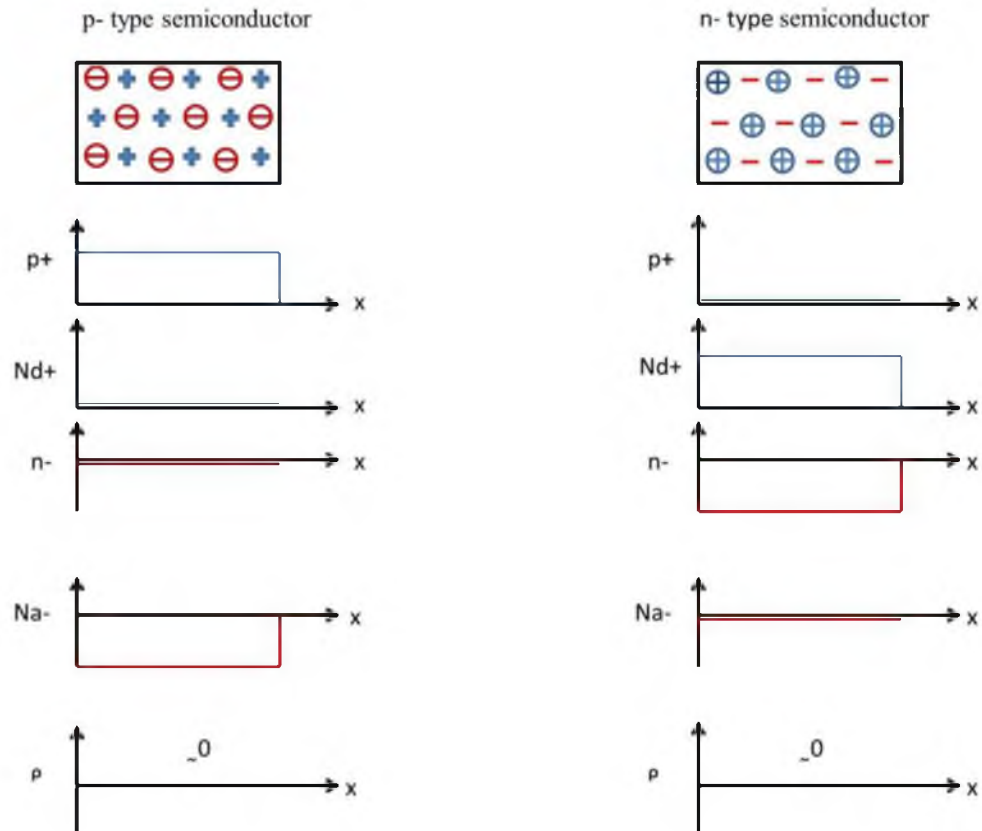 p- type semiconductor
n- type semiconductor
p+
x
p+
x
Nd+
x
Nd+
x
n-
x
n-
x
Na-
x
Na-
x
ρ
~0
x
ρ
~0
x